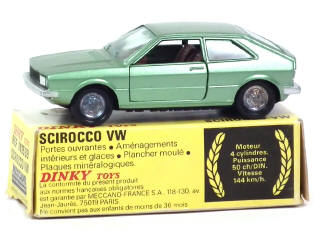 DINKY TOYS
SCIROCCO VW
Portes ouvrantes • Aménagements
intérieurs et glaces • Plancher moulé •
Plaques minéralogiques.
DINKY TOYS
La conformité du présent produit
aux normes françaises obligatoires
est garantie par MECCANO-FRANCE S.A. 118-130, av.
Jean-Jaurès, 75019 PARIS.
Ne convient pas aux enfants de moins de 36 mois
Moteur
4 cylindres.
Puissance
50 ch/DIN.
Vitesse
144 km/h.